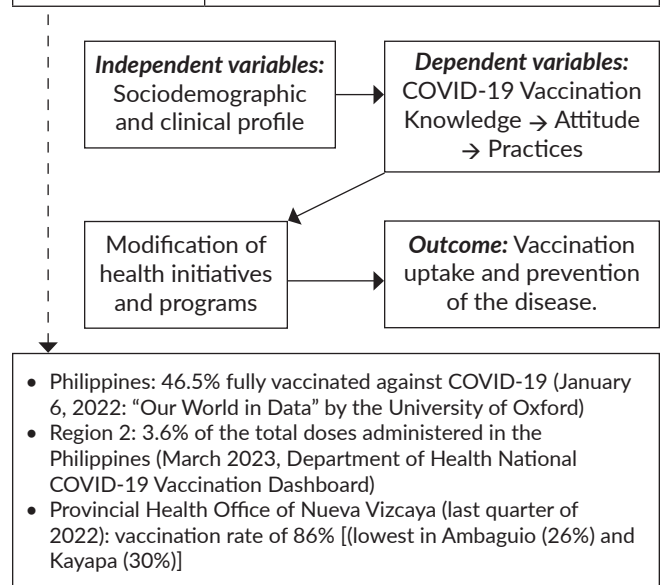 Independent variables:
Sociodemographic
and clinical profile
Dependent variables:
COVID-19 Vaccination
Knowledge → Attitude
→ Practices
Modification of
health initiatives
and programs
Outcome: Vaccination
uptake and prevention
of the disease.
• Philippines: 46.5% fully vaccinated against COVID-19 (January
6, 2022: “Our World in Data” by the University of Oxford)
• Region 2: 3.6% of the total doses administered in the
Philippines (March 2023, Department of Health National
COVID-19 Vaccination Dashboard)
• Provincial Health Office of Nueva Vizcaya (last quarter of
2022): vaccination rate of 86% [(lowest in Ambaguio (26%) and
Kayapa (30%)]